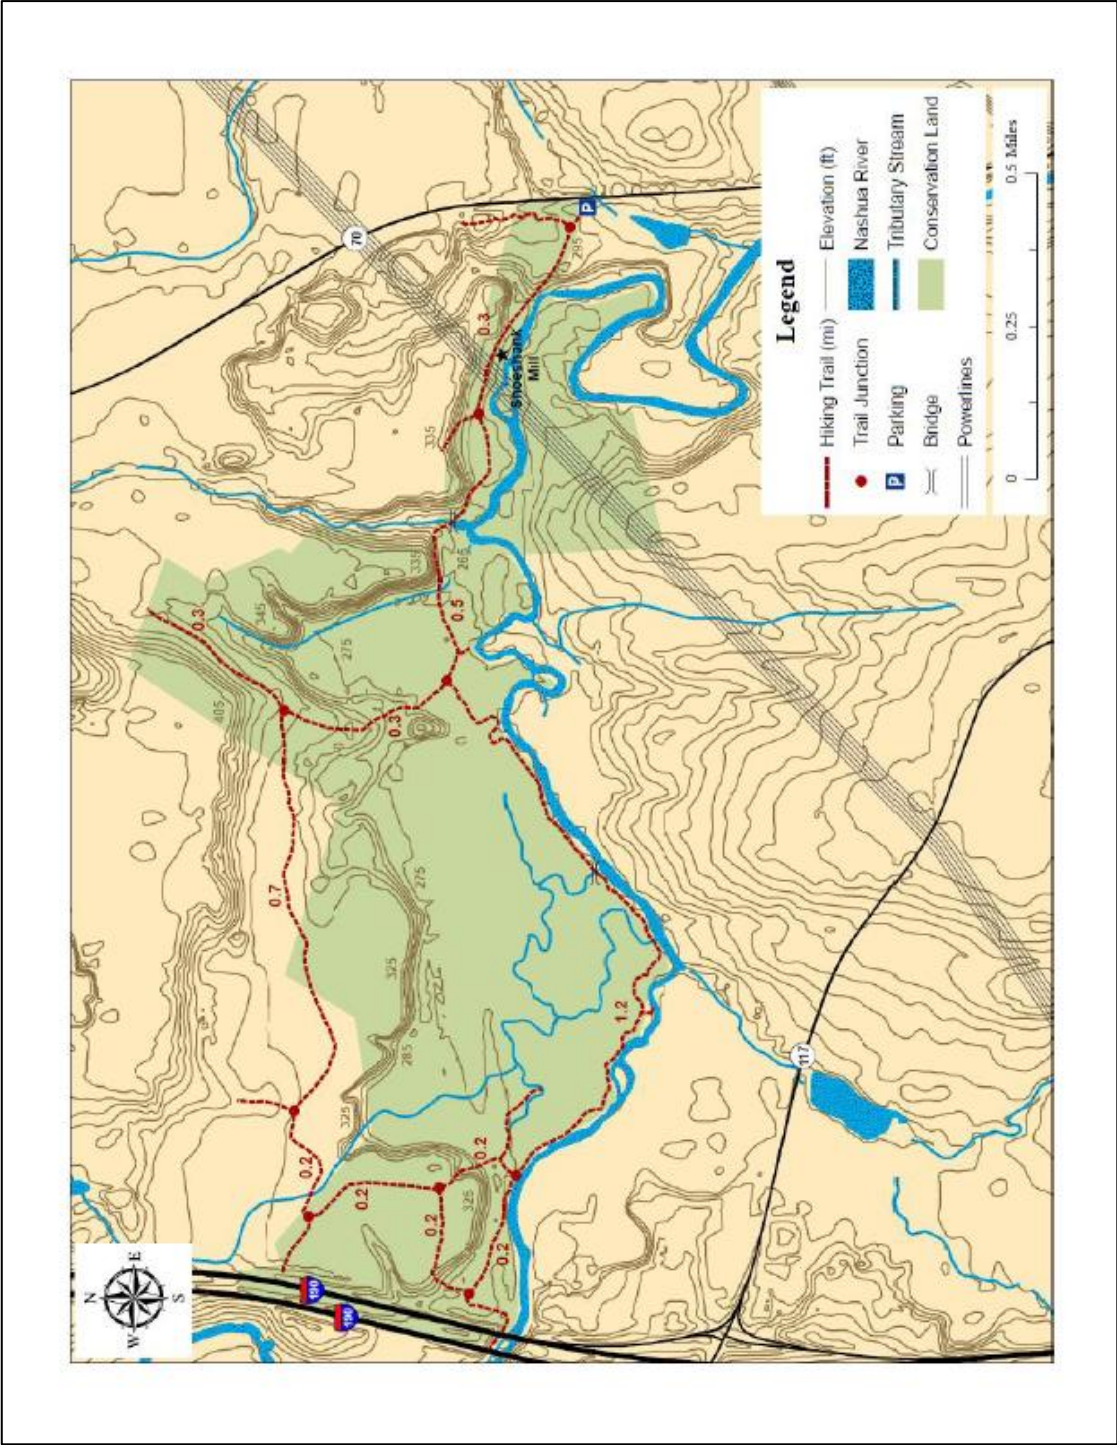 N
W
E
S
190
190
70
117
0.3
0.3
0.3
0.5
0.7
0.2
0.2
0.2
0.2
0.2
1.2
Shoeshank
Mill
P
295
335
335
265
345
275
405
275
325
285
325
325
Legend
Hiking Trail (mi)
Trail Junction
P
Parking
Bridge
Powerlines
Elevation (ft)
Nashua River
Tributary Stream
Conservation Land
0
0.25
0.5 Miles